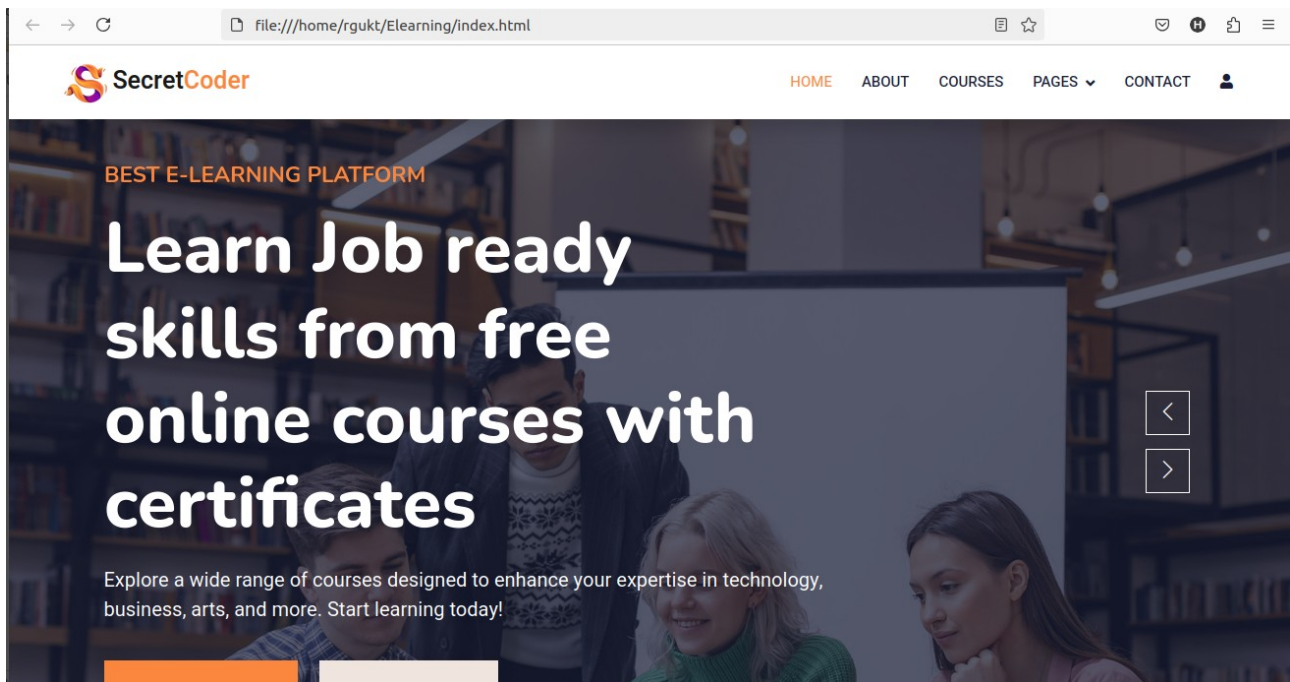 file:///home/rgukt/Elearning/index.html
SecretCoder
HOME ABOUT COURSES PAGES CONTACT
BEST E-LEARNING PLATFORM
Learn Job ready
skills from free
online courses with
certificates
Explore a wide range of courses designed to enhance your expertise in technology,
business, arts, and more. Start learning today!